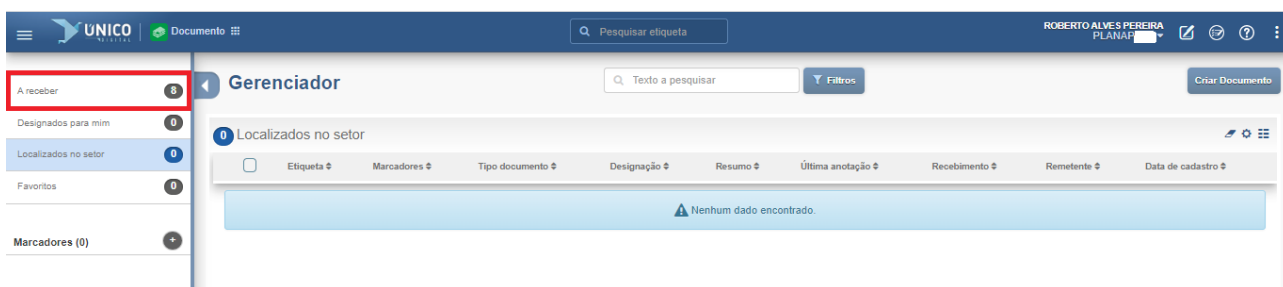 ÚNICO
DIGITAL
Documento
Pesquisar etiqueta
ROBERTO ALVES PEREIRA
PLANAP
A receber 8
Designados para mim 0
Localizados no setor 0
Favoritos 0
Marcadores (0) +
Gerenciador
Texto a pesquisar
Filtros
Criar Documento
0 Localizados no setor
Etiqueta Marcadores Tipo documento Designação Resumo Última anotação Recebimento Remetente Data de cadastro
Nenhum dado encontrado.